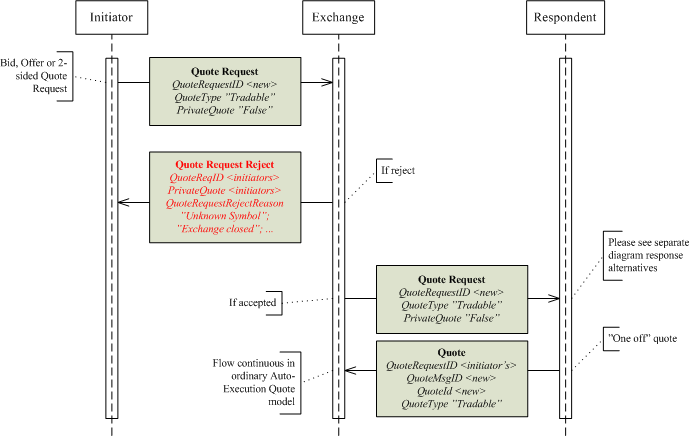 Initiator
Exchange
Respondent
Bid, Offer or 2-
sided Quote
Request
Quote Request
QuoteRequestID <new>
QuoteType "Tradable"
PrivateQuote "False"
Quote Request Reject
QuoteReqID <initiators>
PrivateQuote <initiators>
QuoteRequestRejectReason
"Unknown Symbol";
"Exchange closed"; ...
If reject
Please see separate
diagram response
alternatives
If accepted
Quote Request
QuoteRequestID <new>
QuoteType "Tradable"
PrivateQuote "False"
Flow continuous in
ordinary Auto-
Execution Quote
model
Quote
QuoteRequestID <initiator's>
QuoteMsgID <new>
QuoteId <new>
QuoteType "Tradable"
"One off" quote